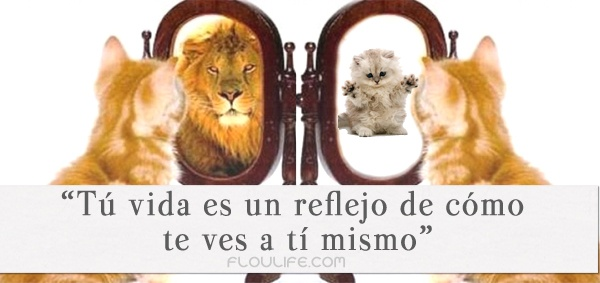 “Tú vida es un reflejo de cómo
te ves a tí mismo”
FLOULIFE.COM